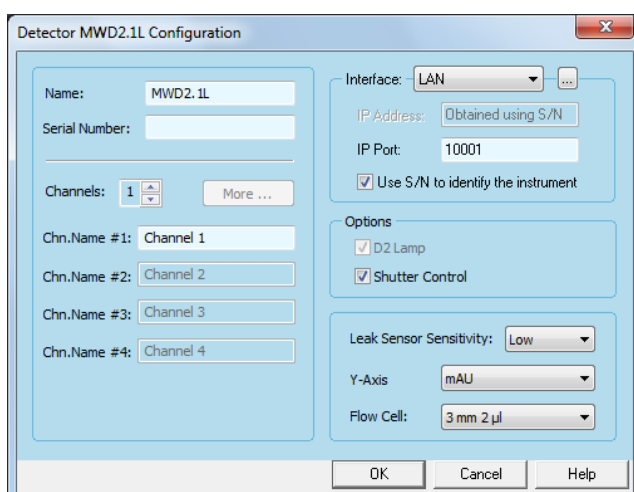 Detector MWD2.1L Configuration
Name: MWD2.1L
Serial Number:
Channels: 1 More ...
Chn.Name #1: Channel 1
Chn.Name #2: Channel 2
Chn.Name #3: Channel 3
Chn.Name #4: Channel 4
Interface: LAN ...
IP Address: Obtained using S/N
IP Port: 10001
Use S/N to identify the instrument
Options
D2 Lamp
Shutter Control
Leak Sensor Sensitivity: Low
Y-Axis mAU
Flow Cell: 3 mm 2 µl
OK Cancel Help